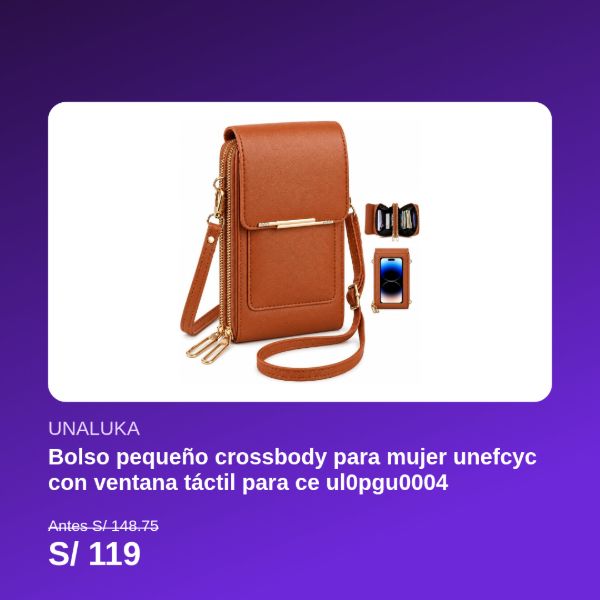 UNALUKA
Bolso pequeño crossbody para mujer unefcyc
con ventana táctil para ce ul0pgu0004
Antes S/ 148.75
S/ 119